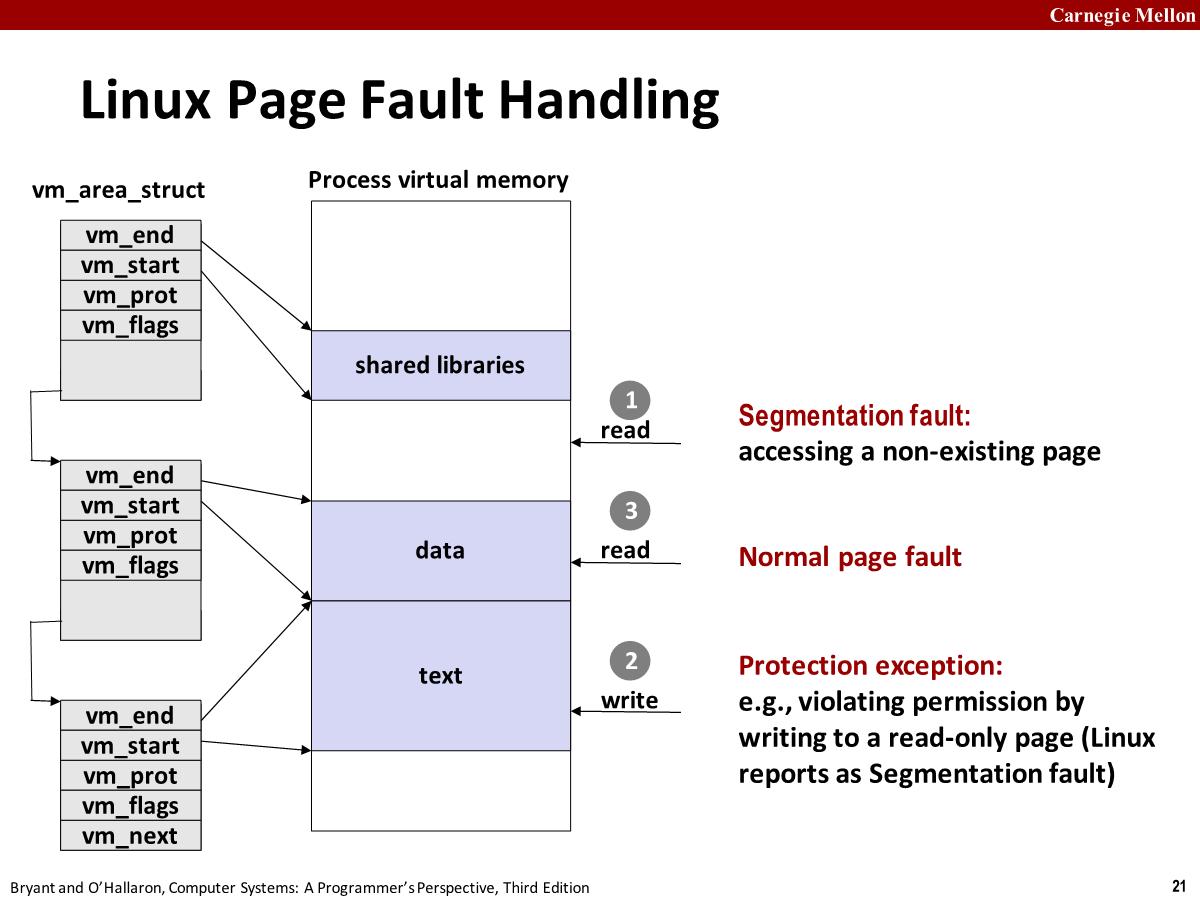 Carnegie Mellon
Linux Page Fault Handling
vm_area_struct
Process virtual memory
vm_end
vm_start
vm_prot
vm_flags
shared libraries
1
read
Segmentation fault:
accessing a non-existing page
vm_end
vm_start
vm_prot
vm_flags
data
3
read
Normal page fault
text
2
write
Protection exception:
e.g., violating permission by
writing to a read-only page (Linux
reports as Segmentation fault)
vm_end
vm_start
vm_prot
vm_flags
vm_next
Bryant and O’Hallaron, Computer Systems: A Programmer’s Perspective, Third Edition
21